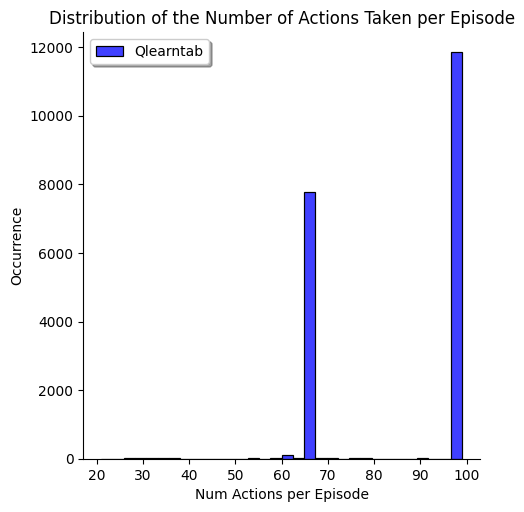 Distribution of the Number of Actions Taken per Episode
Qlearntab
12000
10000
8000
6000
4000
2000
0
Occurrence
20 30 40 50 60 70 80 90 100
Num Actions per Episode